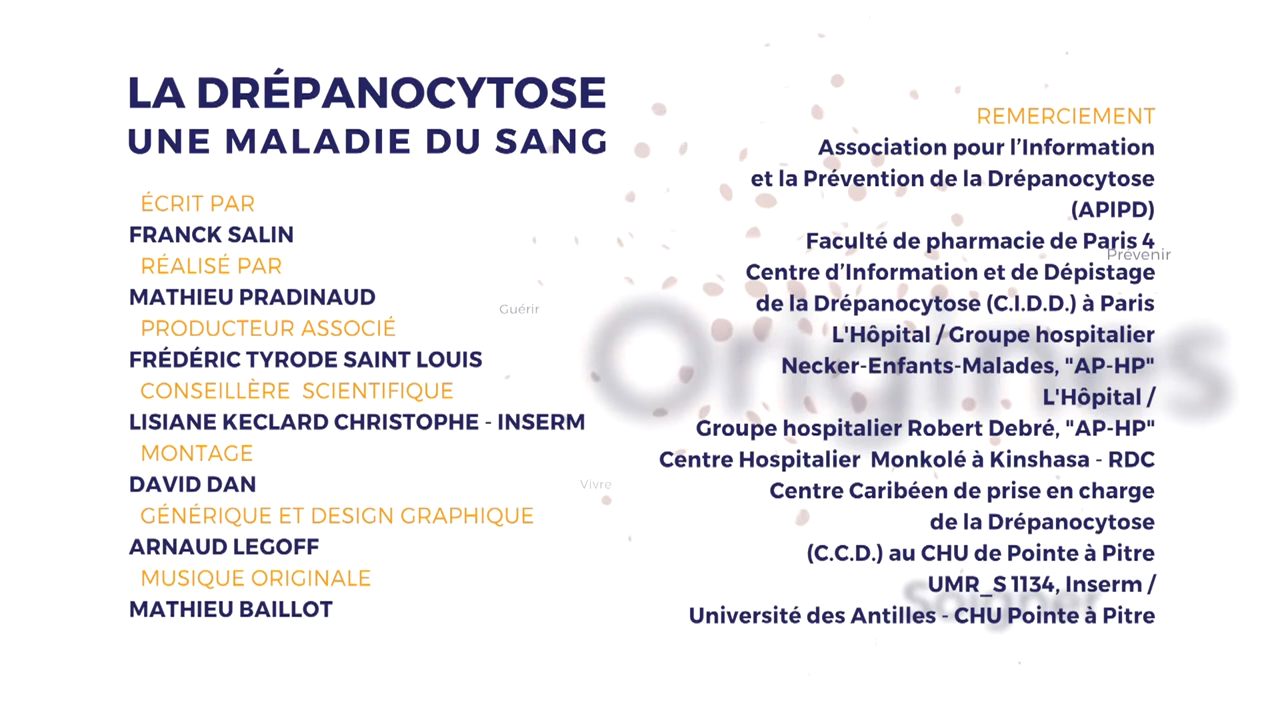 LA DRÉPANOCYTOSE
UNE MALADIE DU SANG
ÉCRIT PAR
FRANCK SALIN
RÉALISÉ PAR
MATHIEU PRADINAUD
PRODUCTEUR ASSOCIÉ
FRÉDÉRIC TYRODE SAINT LOUIS
CONSEILLÈRE SCIENTIFIQUE
LISIANE KECLARD CHRISTOPHE - INSERM
MONTAGE
DAVID DAN
GÉNÉRIQUE ET DESIGN GRAPHIQUE
ARNAUD LEGOFF
MUSIQUE ORIGINALE
MATHIEU BAILLOT
Guérir
Vivre
REMERCIEMENT
Association pour l’Information
et la Prévention de la Drépanocytose
(APIPD)
Faculté de pharmacie de Paris 4
Prévenir
Centre d’Information et de Dépistage
de la Drépanocytose (C.I.D.D.) à Paris
L'Hôpital / Groupe hospitalier
Origines
Necker-Enfants-Malades, "AP-HP"
L'Hôpital /
Groupe hospitalier Robert Debré, "AP-HP"
Centre Hospitalier Monkolé à Kinshasa - RDC
Centre Caribéen de prise en charge
de la Drépanocytose
(C.C.D.) au CHU de Pointe à Pitre
UMR_S 1134, Inserm /
Soigner
Université des Antilles - CHU Pointe à Pitre